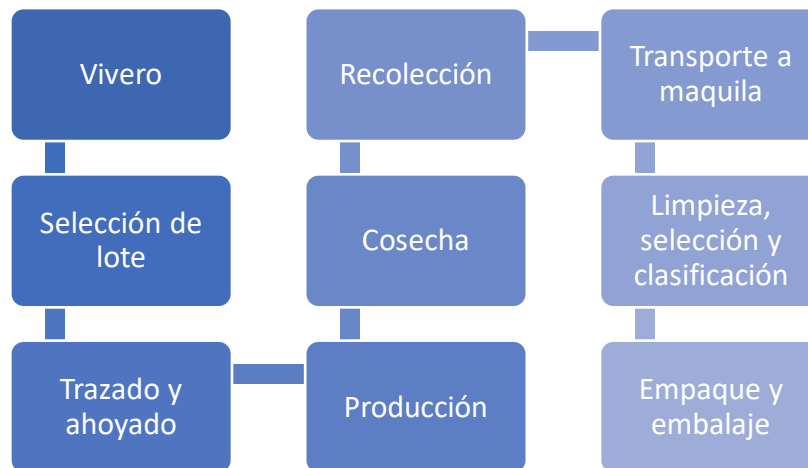 Vivero
Selección de
lote
Trazado y
ahoyado
Producción
Cosecha
Recolección
Transporte a
maquila
Limpieza,
selección y
clasificación
Empaque y
embalaje